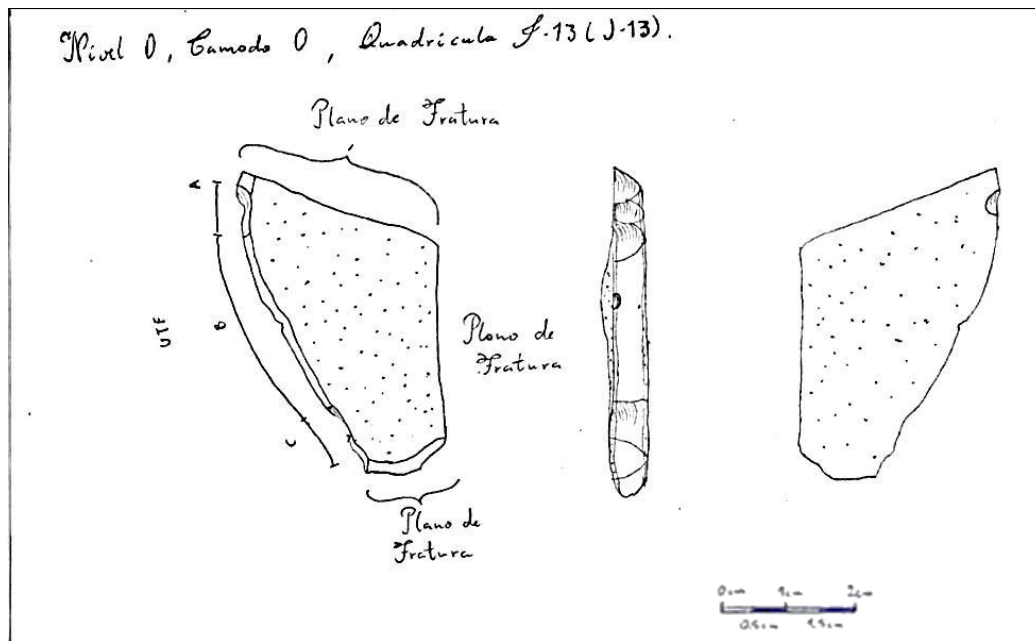 Nível 0, Camada 0, Quadrícula J-13 (J-13).
Plano de Fratura
A
B
UTF
C
Plano de
Fratura
Plano de
Fratura
0cm 1cm 2cm
0.5cm 1.5cm